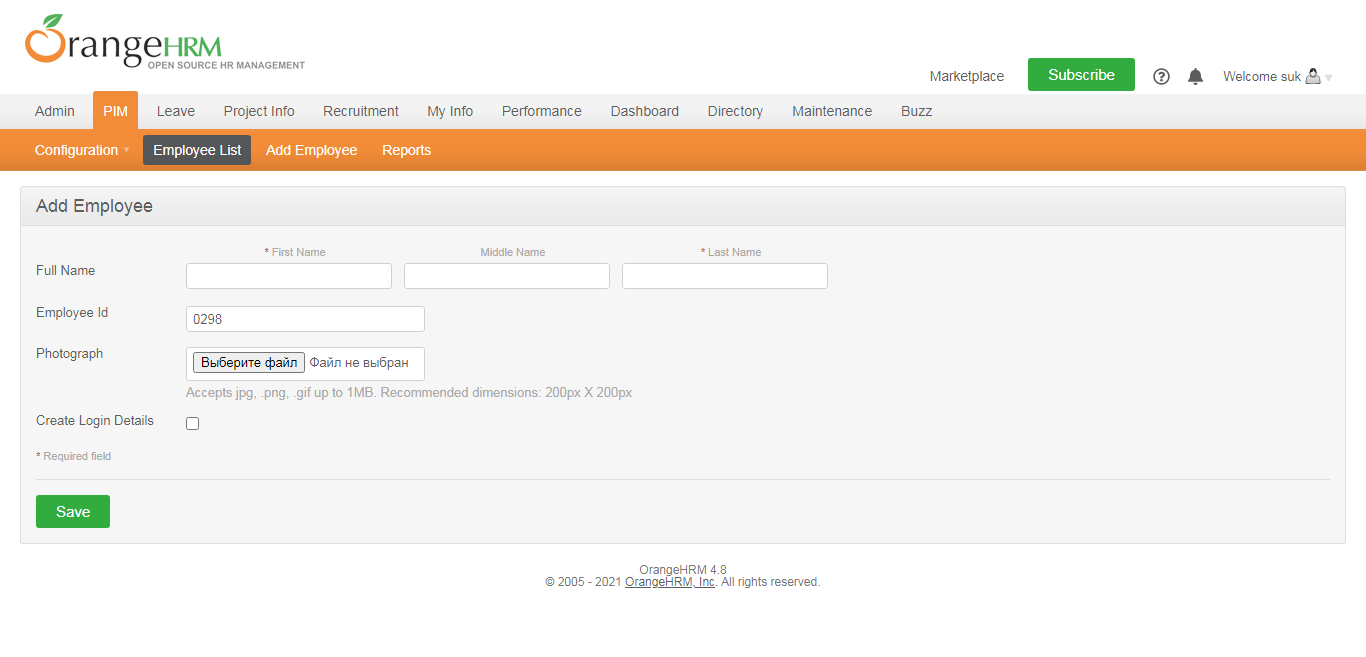 OrangeHRM
OPEN SOURCE HR MANAGEMENT
Marketplace Subscribe Welcome suk
Admin PIM Leave Project Info Recruitment My Info Performance Dashboard Directory Maintenance Buzz
Configuration Employee List Add Employee Reports
Add Employee
* First Name Middle Name * Last Name
Full Name
Employee Id 0298
Photograph Выберите файл Файл не выбран
Accepts jpg, .png, .gif up to 1MB. Recommended dimensions: 200px X 200px
Create Login Details
* Required field
Save
OrangeHRM 4.8
© 2005 - 2021 OrangeHRM, Inc. All rights reserved.